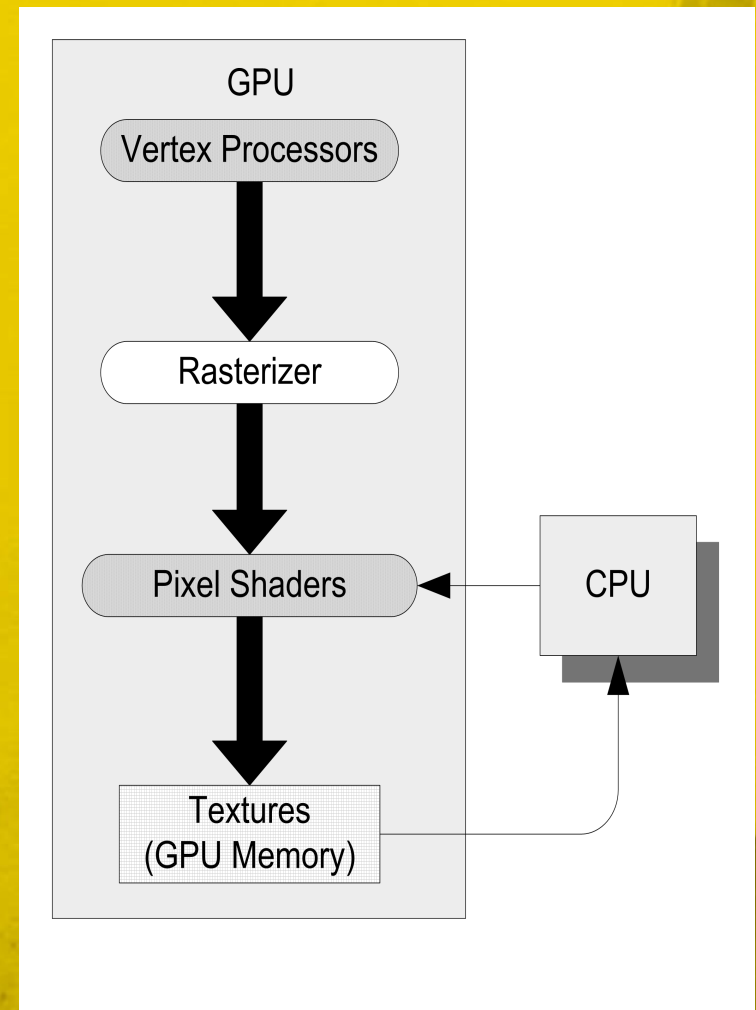 GPU
Vertex Processors
Rasterizer
Pixel Shaders
CPU
Textures
(GPU Memory)